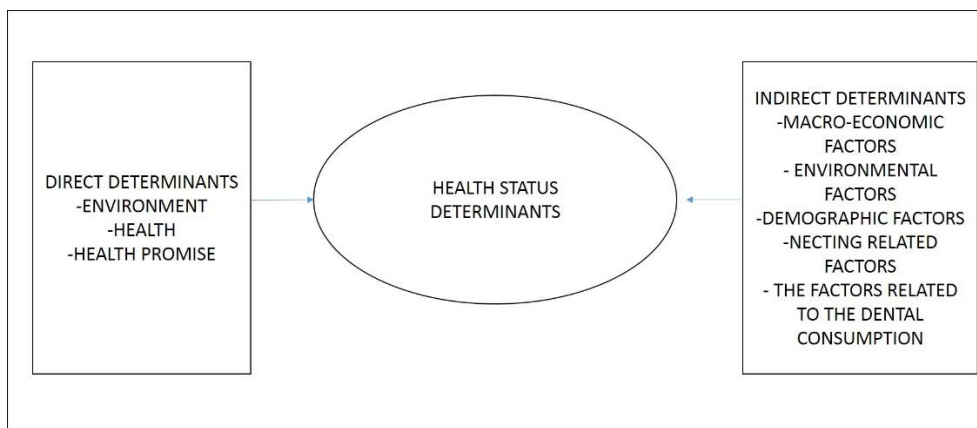 DIRECT DETERMINANTS
-ENVIRONMENT
-HEALTH
-HEALTH PROMISE
HEALTH STATUS
DETERMINANTS
INDIRECT DETERMINANTS
-MACRO-ECONOMIC
FACTORS
- ENVIRONMENTAL
FACTORS
-DEMOGRAPHIC FACTORS
-NECTING RELATED
FACTORS
- THE FACTORS RELATED
TO THE DENTAL
CONSUMPTION